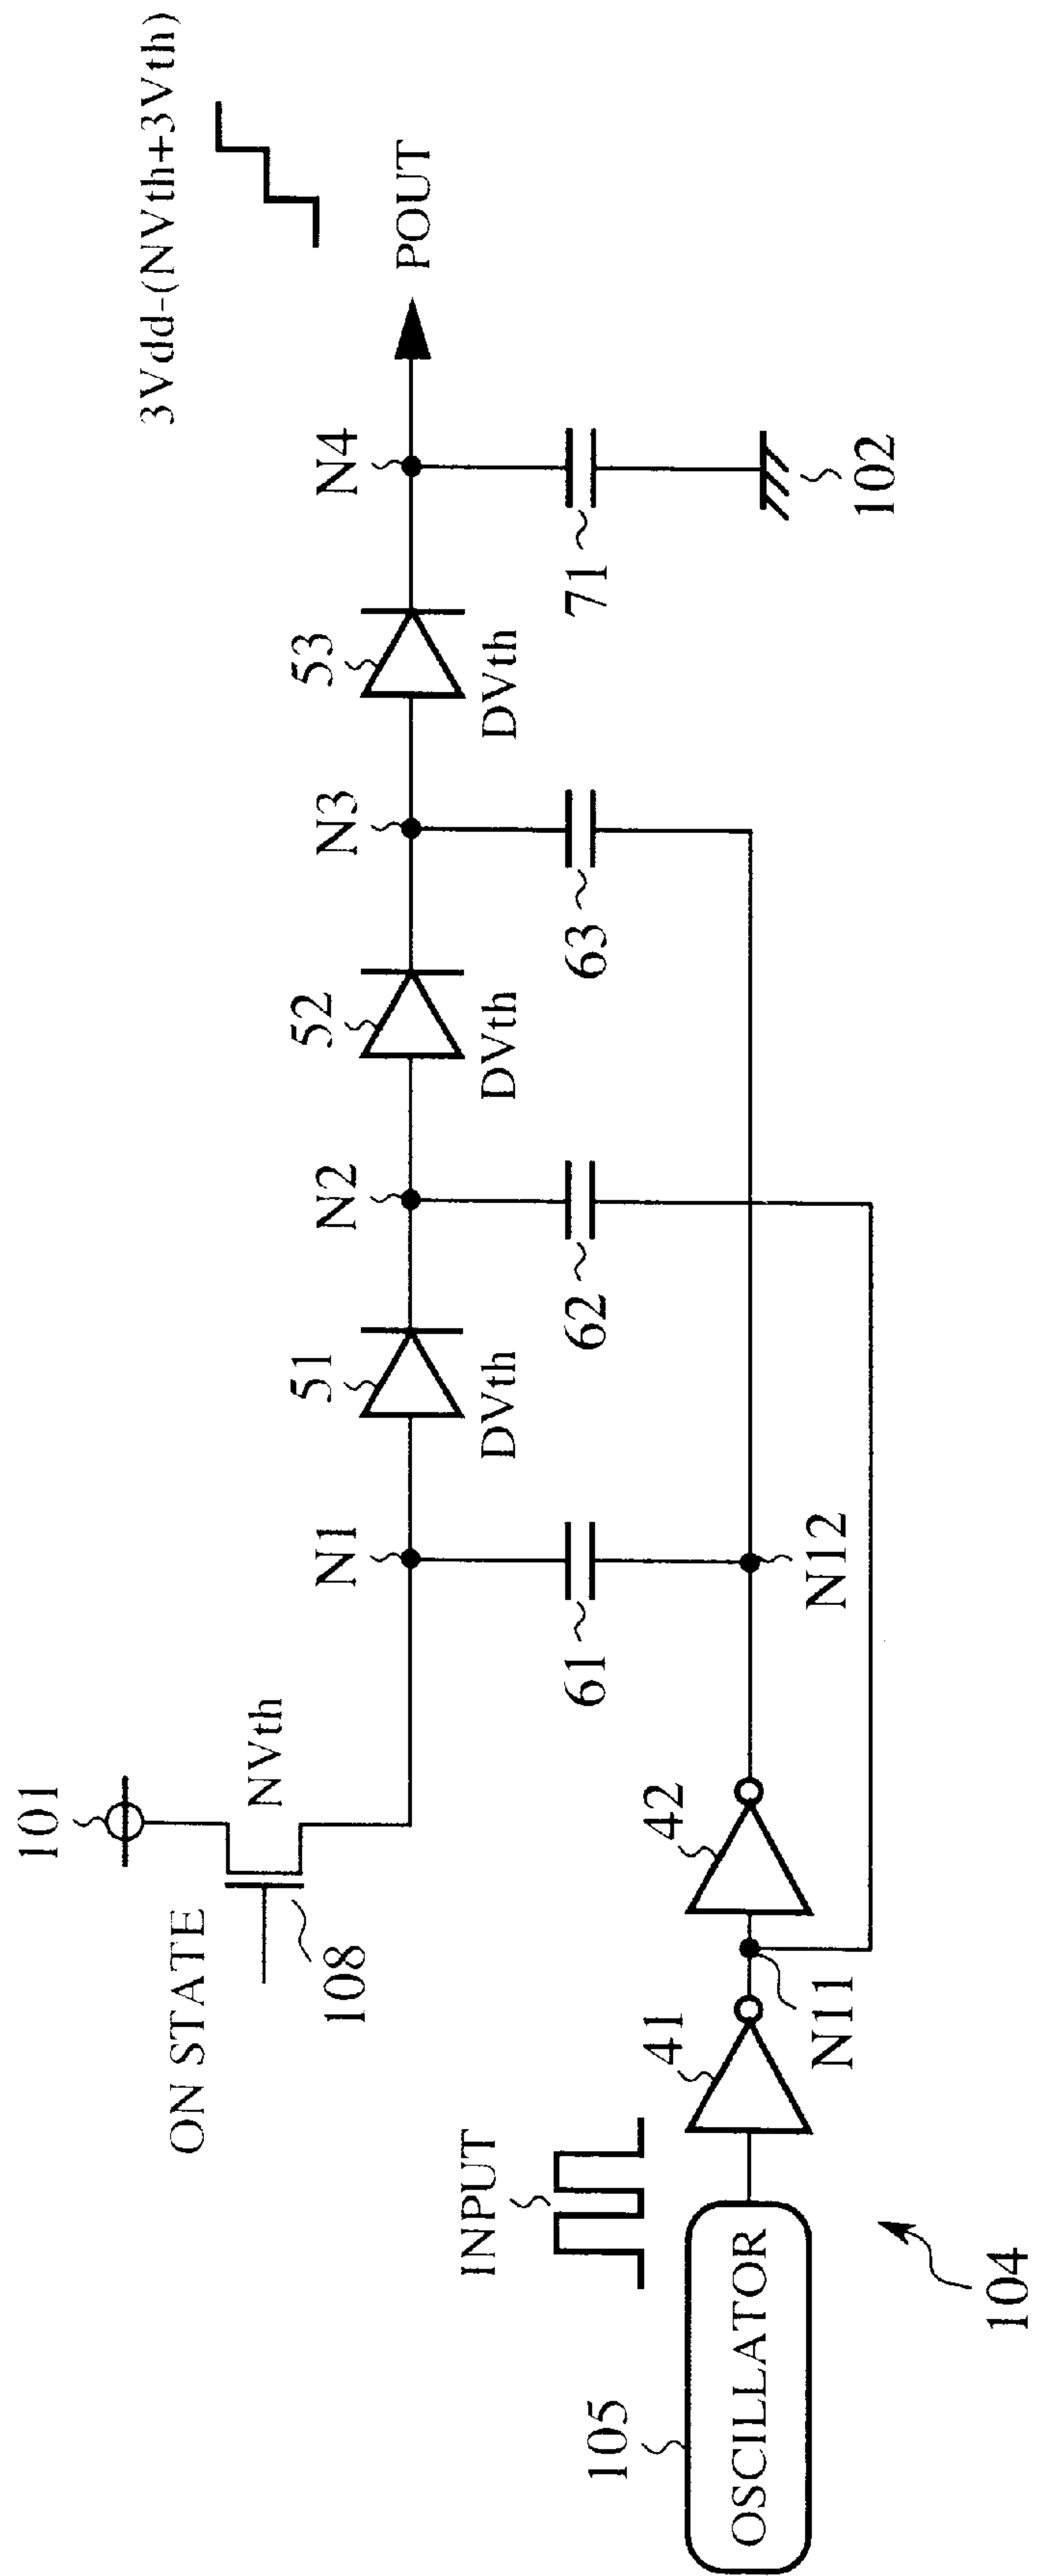 3Vdd-(NVth+3Vth)
POUT
101
ON STATE
NVth
108
N1
51
N2
52
N3
53
N4
DVth
DVth
DVth
61
62
63
71
102
INPUT
41
42
N11
N12
105
OSCILLATOR
104